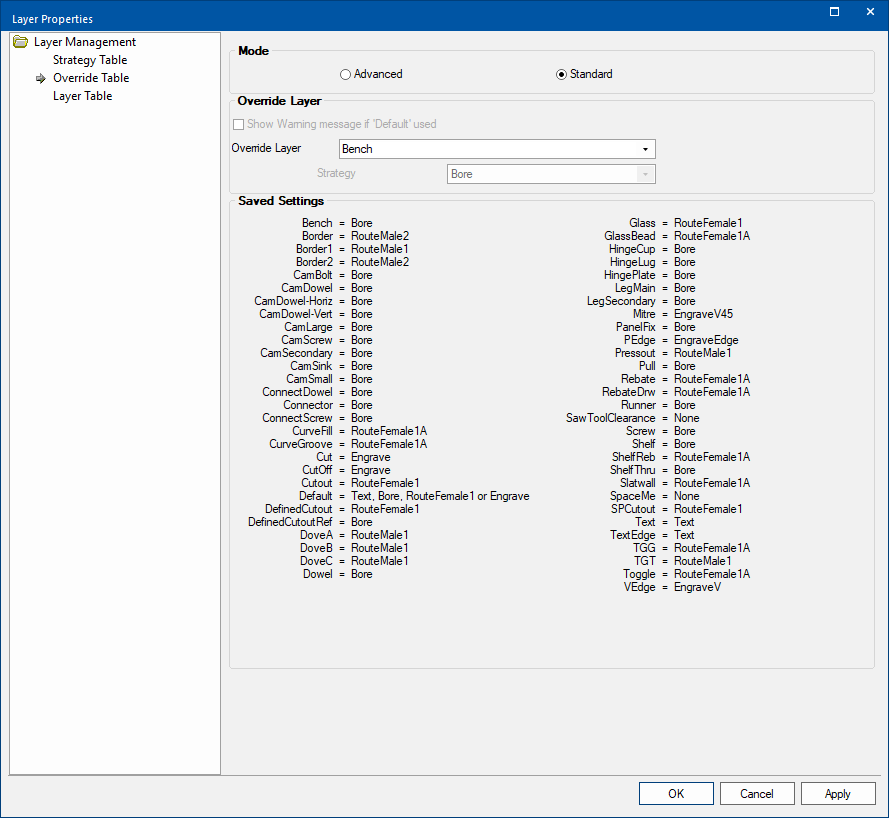 Layer Properties
Layer Management
Strategy Table
Override Table
Layer Table
Mode
Advanced
Standard
Override Layer
Show Warning message if 'Default' used
Override Layer
Bench
Strategy
Bore
Saved Settings
Bench = Bore
Border = RouteMale2
Border1 = RouteMale1
Border2 = RouteMale2
CamBolt = Bore
CamDowel = Bore
CamDowel-Horiz = Bore
CamDowel-Vert = Bore
CamLarge = Bore
CamScrew = Bore
CamSecondary = Bore
CamSink = Bore
CamSmall = Bore
ConnectDowel = Bore
Connector = Bore
ConnectScrew = Bore
CurveFill = RouteFemale1A
CurveGroove = RouteFemale1A
Cut = Engrave
CutOff = Engrave
Cutout = RouteFemale1
Default = Text, Bore, RouteFemale1 or Engrave
DefinedCutout = RouteFemale1
DefinedCutoutRef = Bore
DoveA = RouteMale1
DoveB = RouteMale1
DoveC = RouteMale1
Dowel = Bore
Glass = RouteFemale1
GlassBead = RouteFemale1A
HingeCup = Bore
HingeLug = Bore
HingePlate = Bore
LegMain = Bore
LegSecondary = Bore
Mitre = EngraveV45
PanelFix = Bore
PEdge = EngraveEdge
Pressout = RouteMale1
Pull = Bore
Rebate = RouteFemale1A
RebateDrw = RouteFemale1A
Runner = Bore
SawToolClearance = None
Screw = Bore
Shelf = Bore
ShelfReb = RouteFemale1A
ShelfThru = Bore
Slatwall = RouteFemale1A
SpaceMe = None
SPCutout = RouteFemale1
Text = Text
TextEdge = Text
TGG = RouteFemale1A
TGT = RouteMale1
Toggle = RouteFemale1A
VEdge = EngraveV
OK
Cancel
Apply